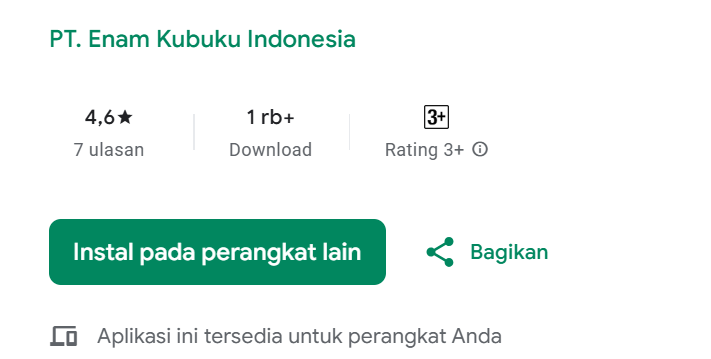 PT. Enam Kubuku Indonesia
4,6★ 1 rb+ 3+
7 ulasan Download Rating 3+
Instal pada perangkat lain Bagikan
Aplikasi ini tersedia untuk perangkat Anda